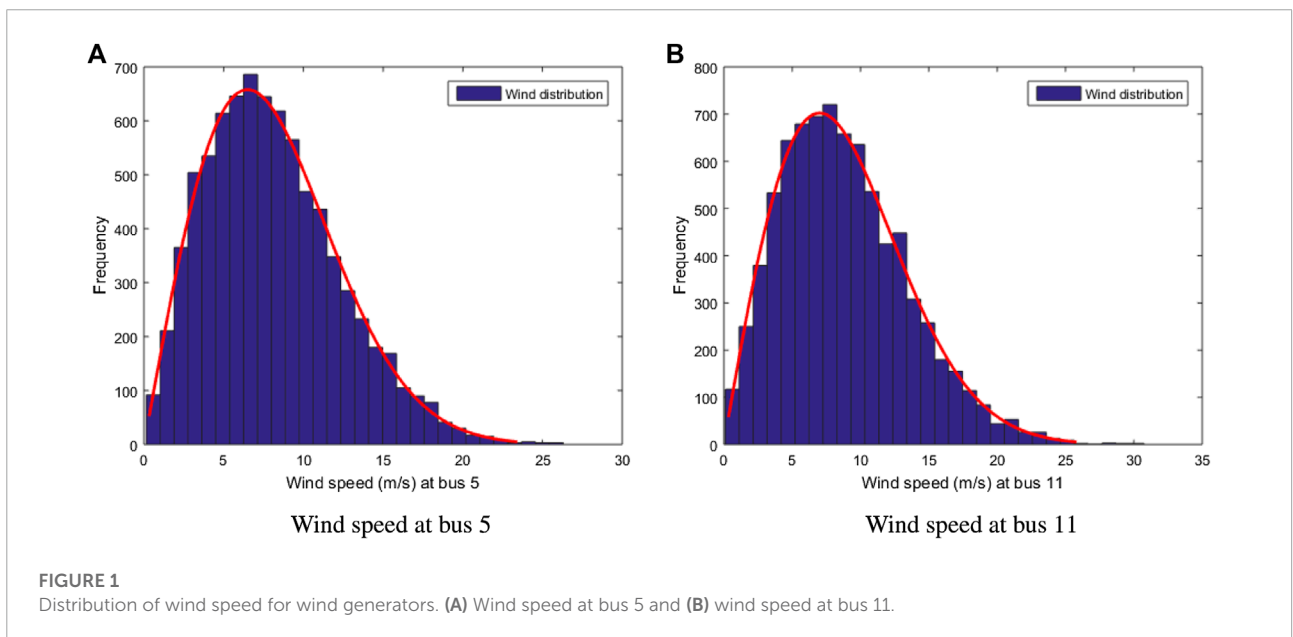 A
700
600
500
400
300
200
100
0
Frequency
Wind distribution
0 5 10 15 20 25 30
Wind speed (m/s) at bus 5
Wind speed at bus 5
B
800
700
600
500
400
300
200
100
0
Frequency
Wind distribution
0 5 10 15 20 25 30 35
Wind speed (m/s) at bus 11
Wind speed at bus 11
FIGURE 1
Distribution of wind speed for wind generators. (A) Wind speed at bus 5 and (B) wind speed at bus 11.